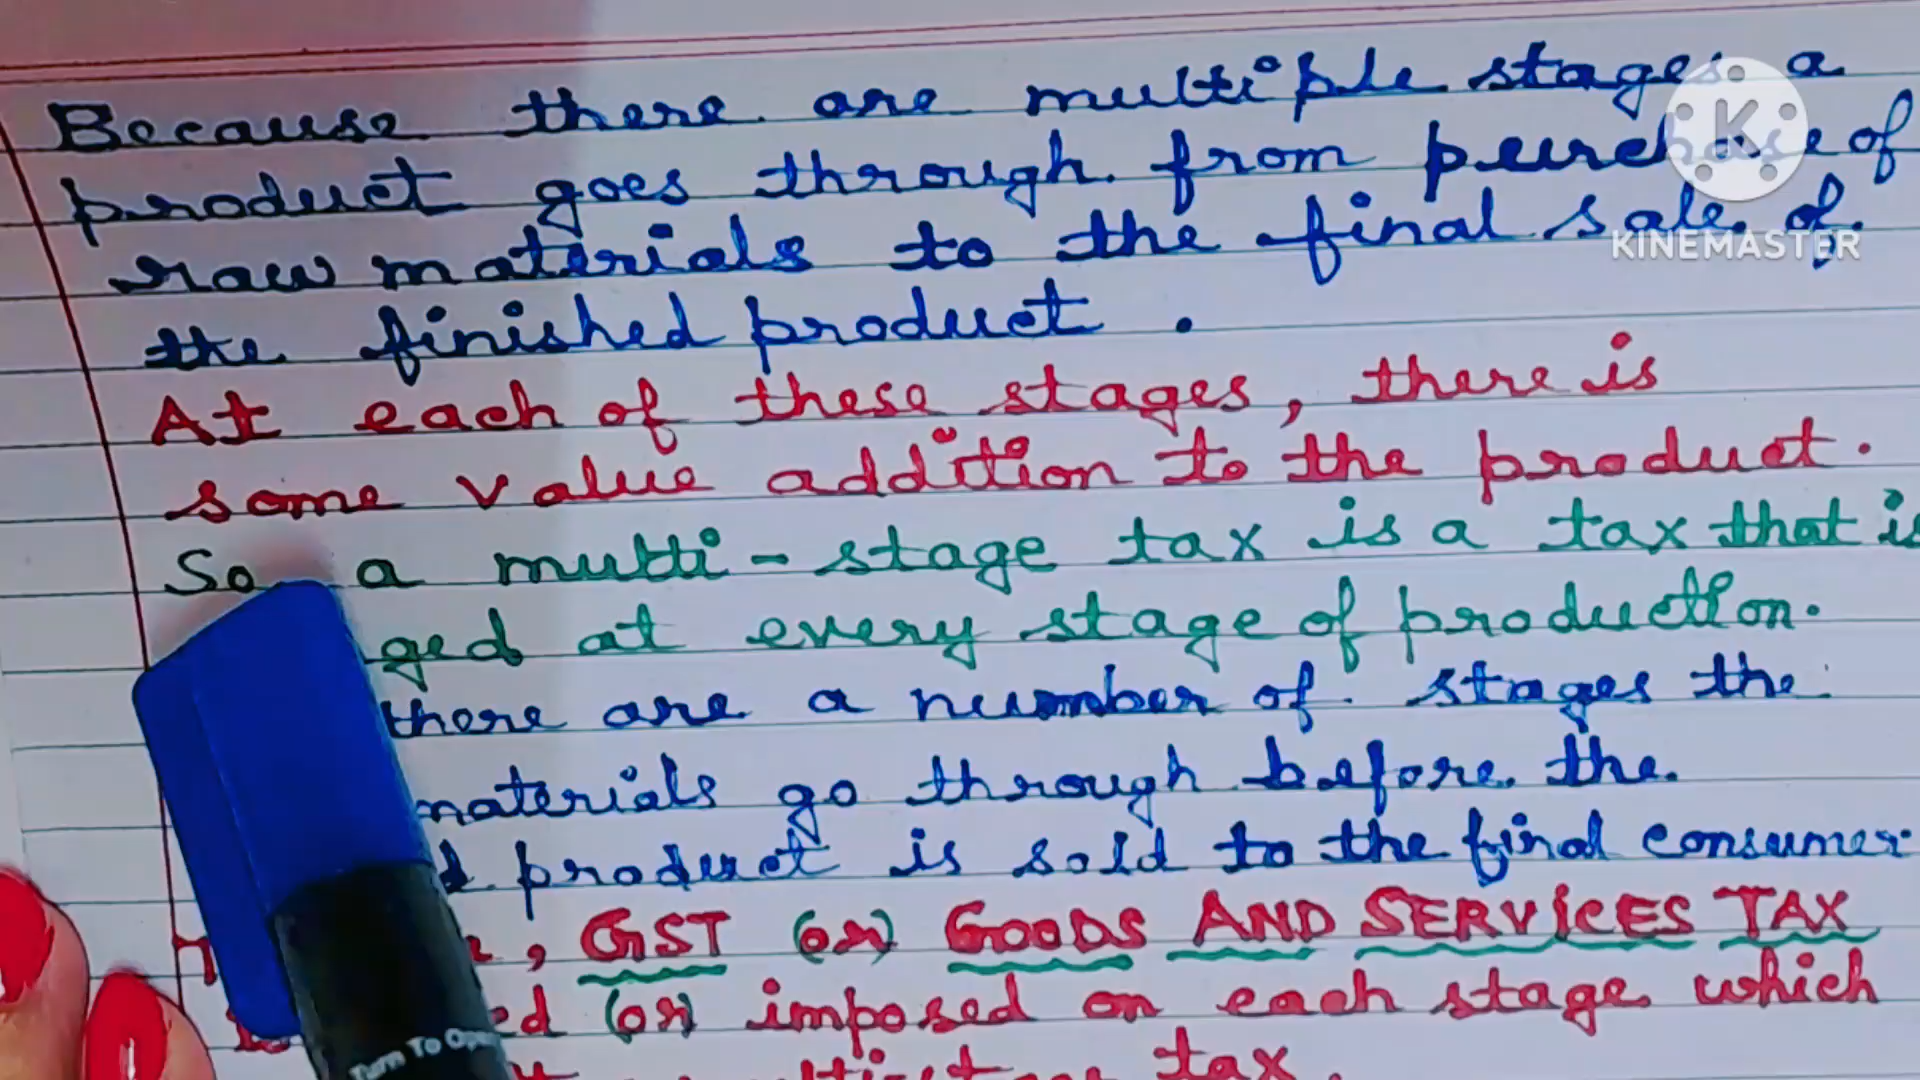 Because there are multiple stages a
product goes through from purchase of
raw materials to the final sale of
the finished product.
At each of these stages, there is
some value addition to the product.
So a multi-stage tax is a tax that is
ged at every stage of production.
there are a number of stages the
materials go through before the
d product is sold to the final consumer.
, GST (or) GOODS AND SERVICES TAX
ed (or) imposed on each stage which
tax.
K
KINEMASTER
Turn To Open